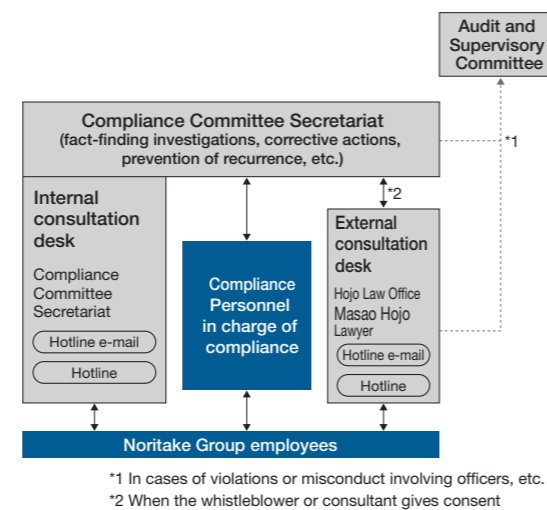 Audit and
Supervisory
Committee
Compliance Committee Secretariat
(fact-finding investigations, corrective actions,
prevention of recurrence, etc.)
*1
*2
Internal
consultation
desk
Compliance
Committee
Secretariat
Hotline e-mail
Hotline
Compliance
Personnel
in charge of
compliance
External
consultation
desk
Hojo Law Office
Masao Hojo
Lawyer
Hotline e-mail
Hotline
Noritake Group employees
*1 In cases of violations or misconduct involving officers, etc.
*2 When the whistleblower or consultant gives consent